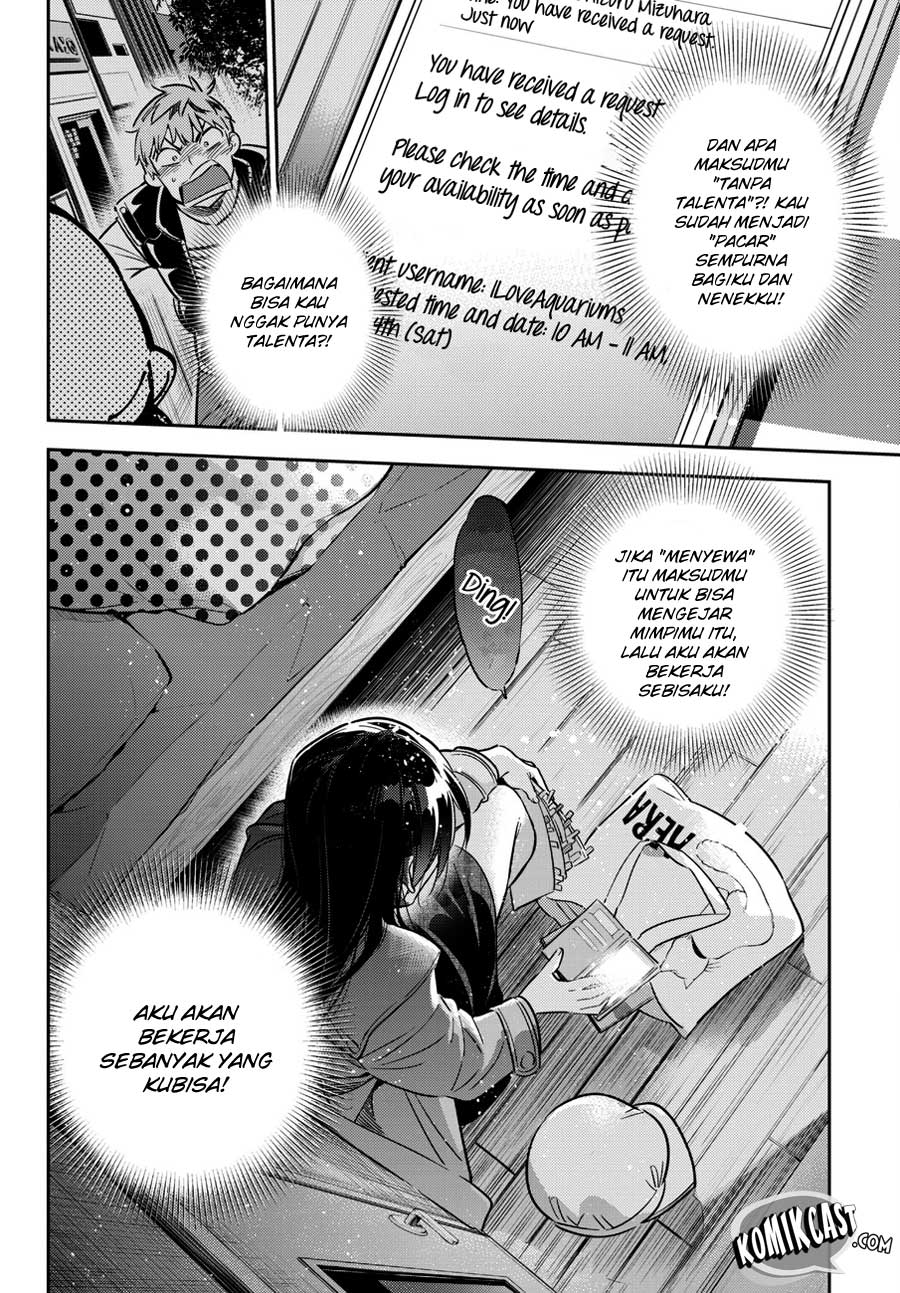 Mizuhara
You have received a request.
Just now
You have received a request
Log in to see details.
Please check the time and
your availability as soon as
DAN APA
MAKSUDMU
"TANPA
TALENTA"?! KAU
SUDAH MENJADI
"PACAR"
SEMPURNA
BAGIKU DAN
NENEKKU!
username: ILoveAquariums
time and date: 10 AM - 11 AM,
(Sat)
BAGAIMANA
BISA KAU
NGGAK PUNYA
TALENTA?!
JIKA "MENYEWA"
ITU MAKSUDMU
UNTUK BISA
MENGEJAR
MIMPIMU ITU,
LALU AKU AKAN
BEKERJA
SEBISAKU!
Ding!
AKU AKAN
BEKERJA
SEBANYAK YANG
KUBISA!
KOMIKCAST
.COM